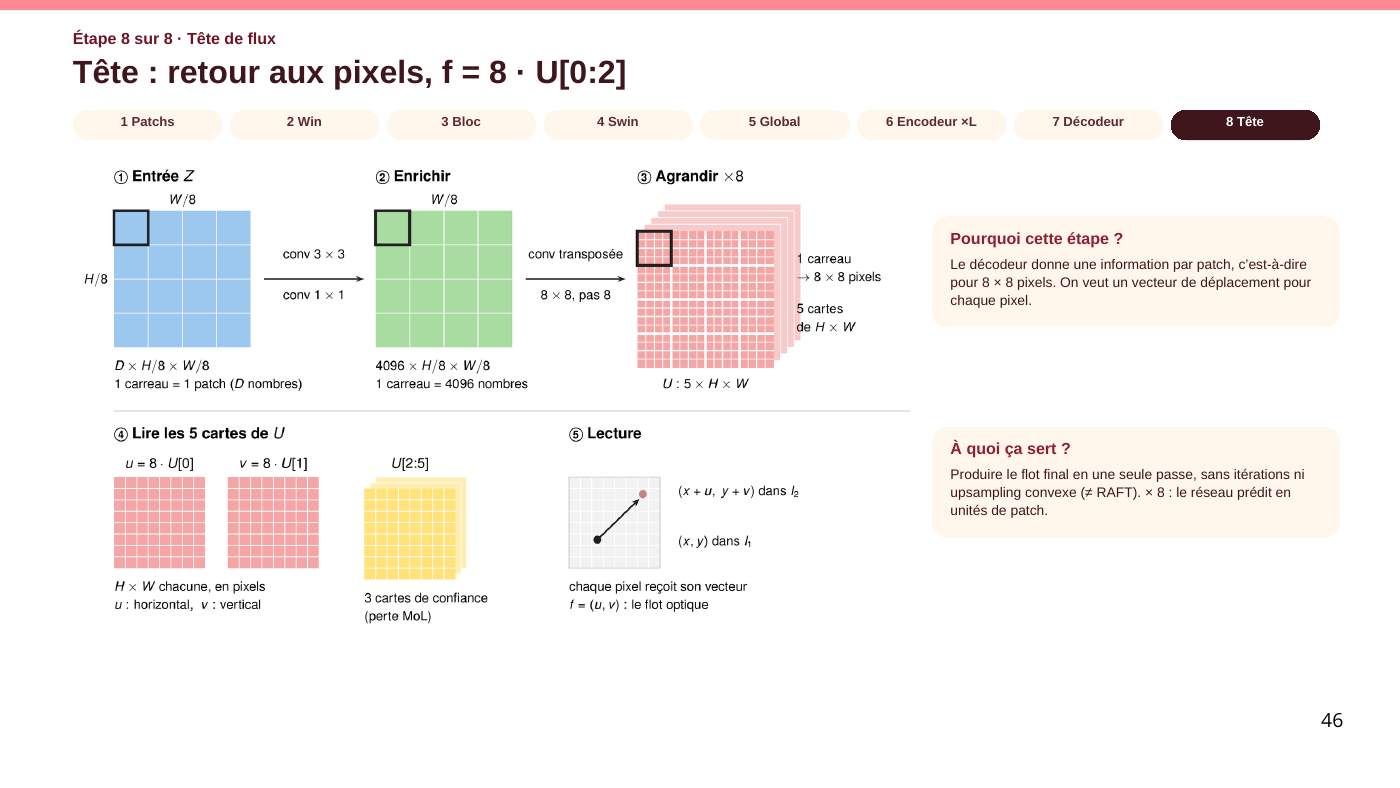 Étape 8 sur 8 · Tête de flux
Tête : retour aux pixels, f = 8 · U[0:2]
1 Patchs
2 Win
3 Bloc
4 Swin
5 Global
6 Encodeur ×L
7 Décodeur
8 Tête
① Entrée Z
W/8
H/8
D × H/8 × W/8
1 carreau = 1 patch (D nombres)
conv 3 × 3
conv 1 × 1
② Enrichir
W/8
4096 × H/8 × W/8
1 carreau = 4096 nombres
conv transposée
8 × 8, pas 8
③ Agrandir ×8
1 carreau
→ 8 × 8 pixels
5 cartes
de H × W
U : 5 × H × W
Pourquoi cette étape ?
Le décodeur donne une information par patch, c’est-à-dire
pour 8 × 8 pixels. On veut un vecteur de déplacement pour
chaque pixel.
④ Lire les 5 cartes de U
u = 8 · U[0]
v = 8 · U[1]
U[2:5]
H × W chacune, en pixels
u : horizontal, v : vertical
3 cartes de confiance
(perte MoL)
⑤ Lecture
(x + u, y + v) dans I₂
(x, y) dans I₁
chaque pixel reçoit son vecteur
f = (u, v) : le flot optique
À quoi ça sert ?
Produire le flot final en une seule passe, sans itérations ni
upsampling convexe (≠ RAFT). × 8 : le réseau prédit en
unités de patch.
46